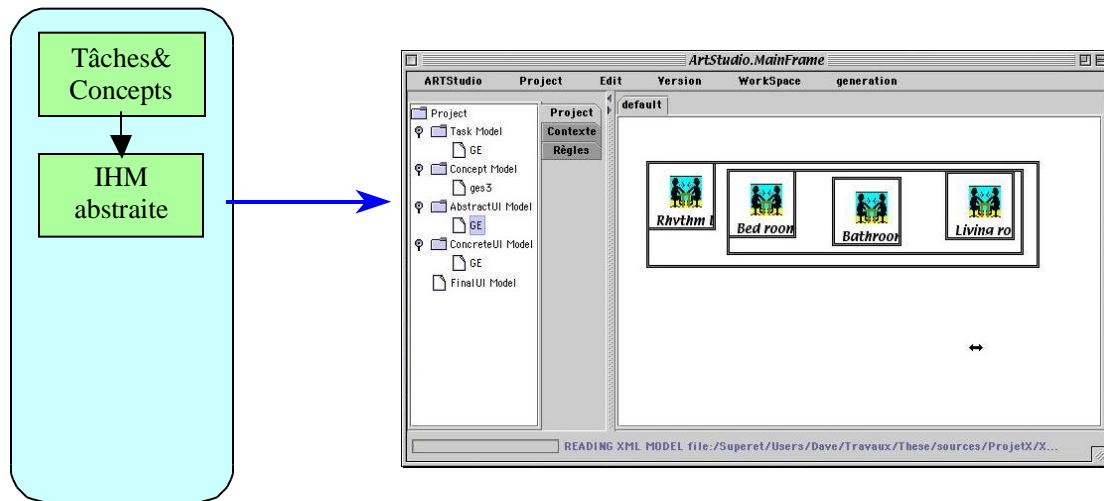 Tâches&
Concepts
IHM
abstraite
ArtStudio.MainFrame
ARTStudio Project Edit Version WorkSpace generation
Project
Task Model
GE
Concept Model
ges3
AbstractUI Model
GE
ConcreteUI Model
GE
FinalUI Model
Project
Contexte
Règles
default
Rhythm
Bed room
Bathroor
Living ro
READING XML MODEL file:/Superet/Users/Dave/Travaux/These/sources/ProjetX/X...